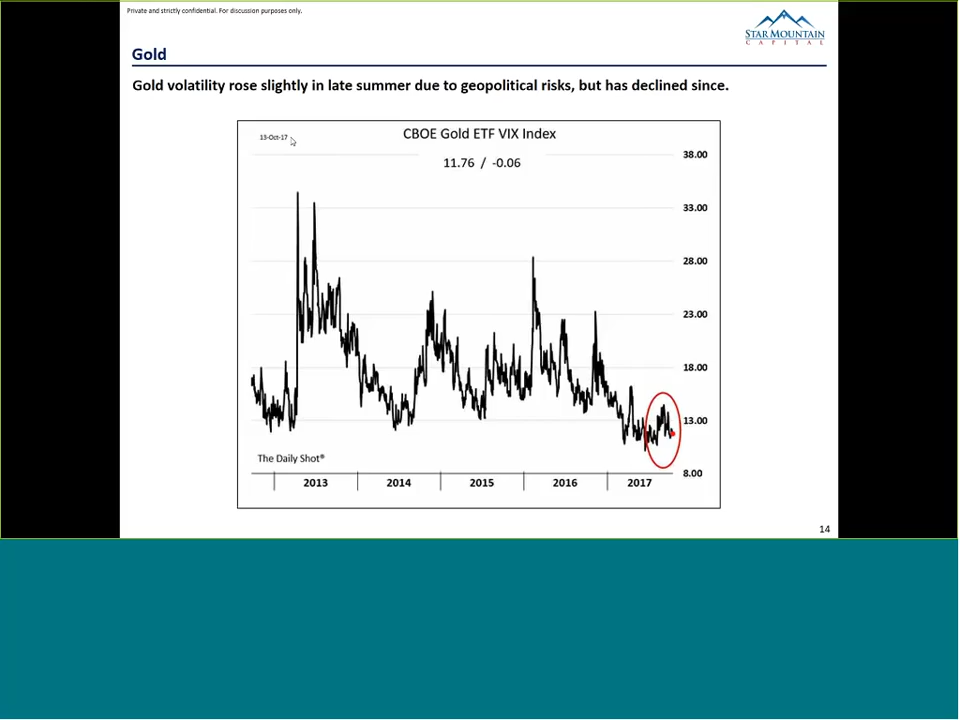 Private and strictly confidential. For discussion purposes only.
STAR MOUNTAIN
CAPITAL
Gold
Gold volatility rose slightly in late summer due to geopolitical risks, but has declined since.
13-Oct-17
CBOE Gold ETF VIX Index
11.76 / -0.06
38.00
33.00
28.00
23.00
18.00
13.00
8.00
The Daily Shot®
2013 2014 2015 2016 2017
14